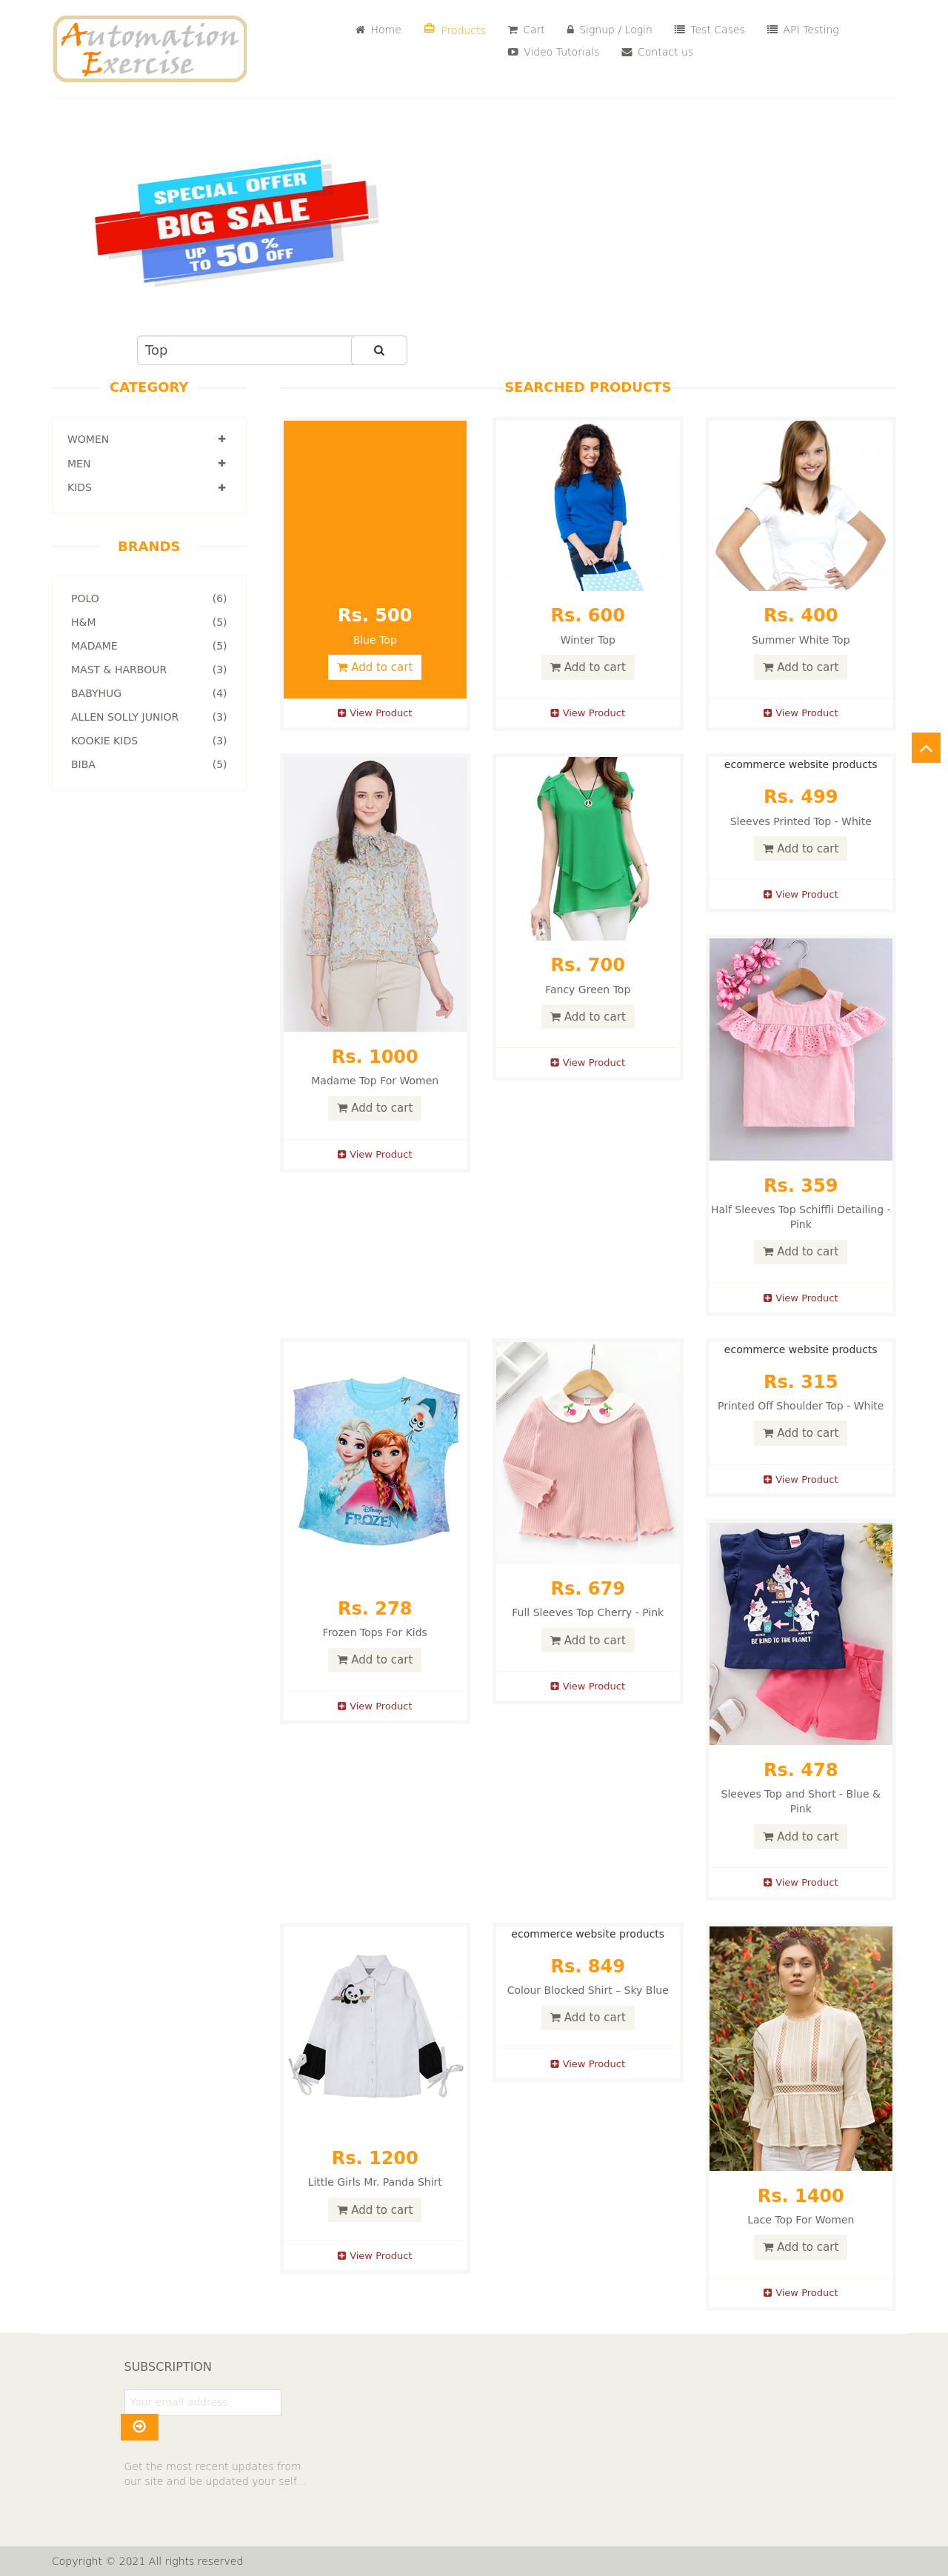 Automation
Exercise
Home
Products
Cart
Signup / Login
Test Cases
API Testing
Video Tutorials
Contact us
SPECIAL OFFER
BIG SALE
UP TO 50% OFF
Top
CATEGORY
WOMEN
MEN
KIDS
BRANDS
POLO (6)
H&M (5)
MADAME (5)
MAST & HARBOUR (3)
BABYHUG (4)
ALLEN SOLLY JUNIOR (3)
KOOKIE KIDS (3)
BIBA (5)
SEARCHED PRODUCTS
Rs. 500
Blue Top
Add to cart
View Product
Rs. 600
Winter Top
Add to cart
View Product
Rs. 400
Summer White Top
Add to cart
View Product
Rs. 1000
Madame Top For Women
Add to cart
View Product
Rs. 700
Fancy Green Top
Add to cart
View Product
ecommerce website products
Rs. 499
Sleeves Printed Top - White
Add to cart
View Product
Rs. 359
Half Sleeves Top Schiffli Detailing -
Pink
Add to cart
View Product
Disney
FROZEN
Rs. 278
Frozen Tops For Kids
Add to cart
View Product
Rs. 679
Full Sleeves Top Cherry - Pink
Add to cart
View Product
ecommerce website products
Rs. 315
Printed Off Shoulder Top - White
Add to cart
View Product
BE KIND TO THE PLANET
Rs. 478
Sleeves Top and Short - Blue &
Pink
Add to cart
View Product
Rs. 1200
Little Girls Mr. Panda Shirt
Add to cart
View Product
ecommerce website products
Rs. 849
Colour Blocked Shirt – Sky Blue
Add to cart
View Product
Rs. 1400
Lace Top For Women
Add to cart
View Product
SUBSCRIPTION
Your email address
Get the most recent updates from
our site and be updated your self...
Copyright © 2021 All rights reserved